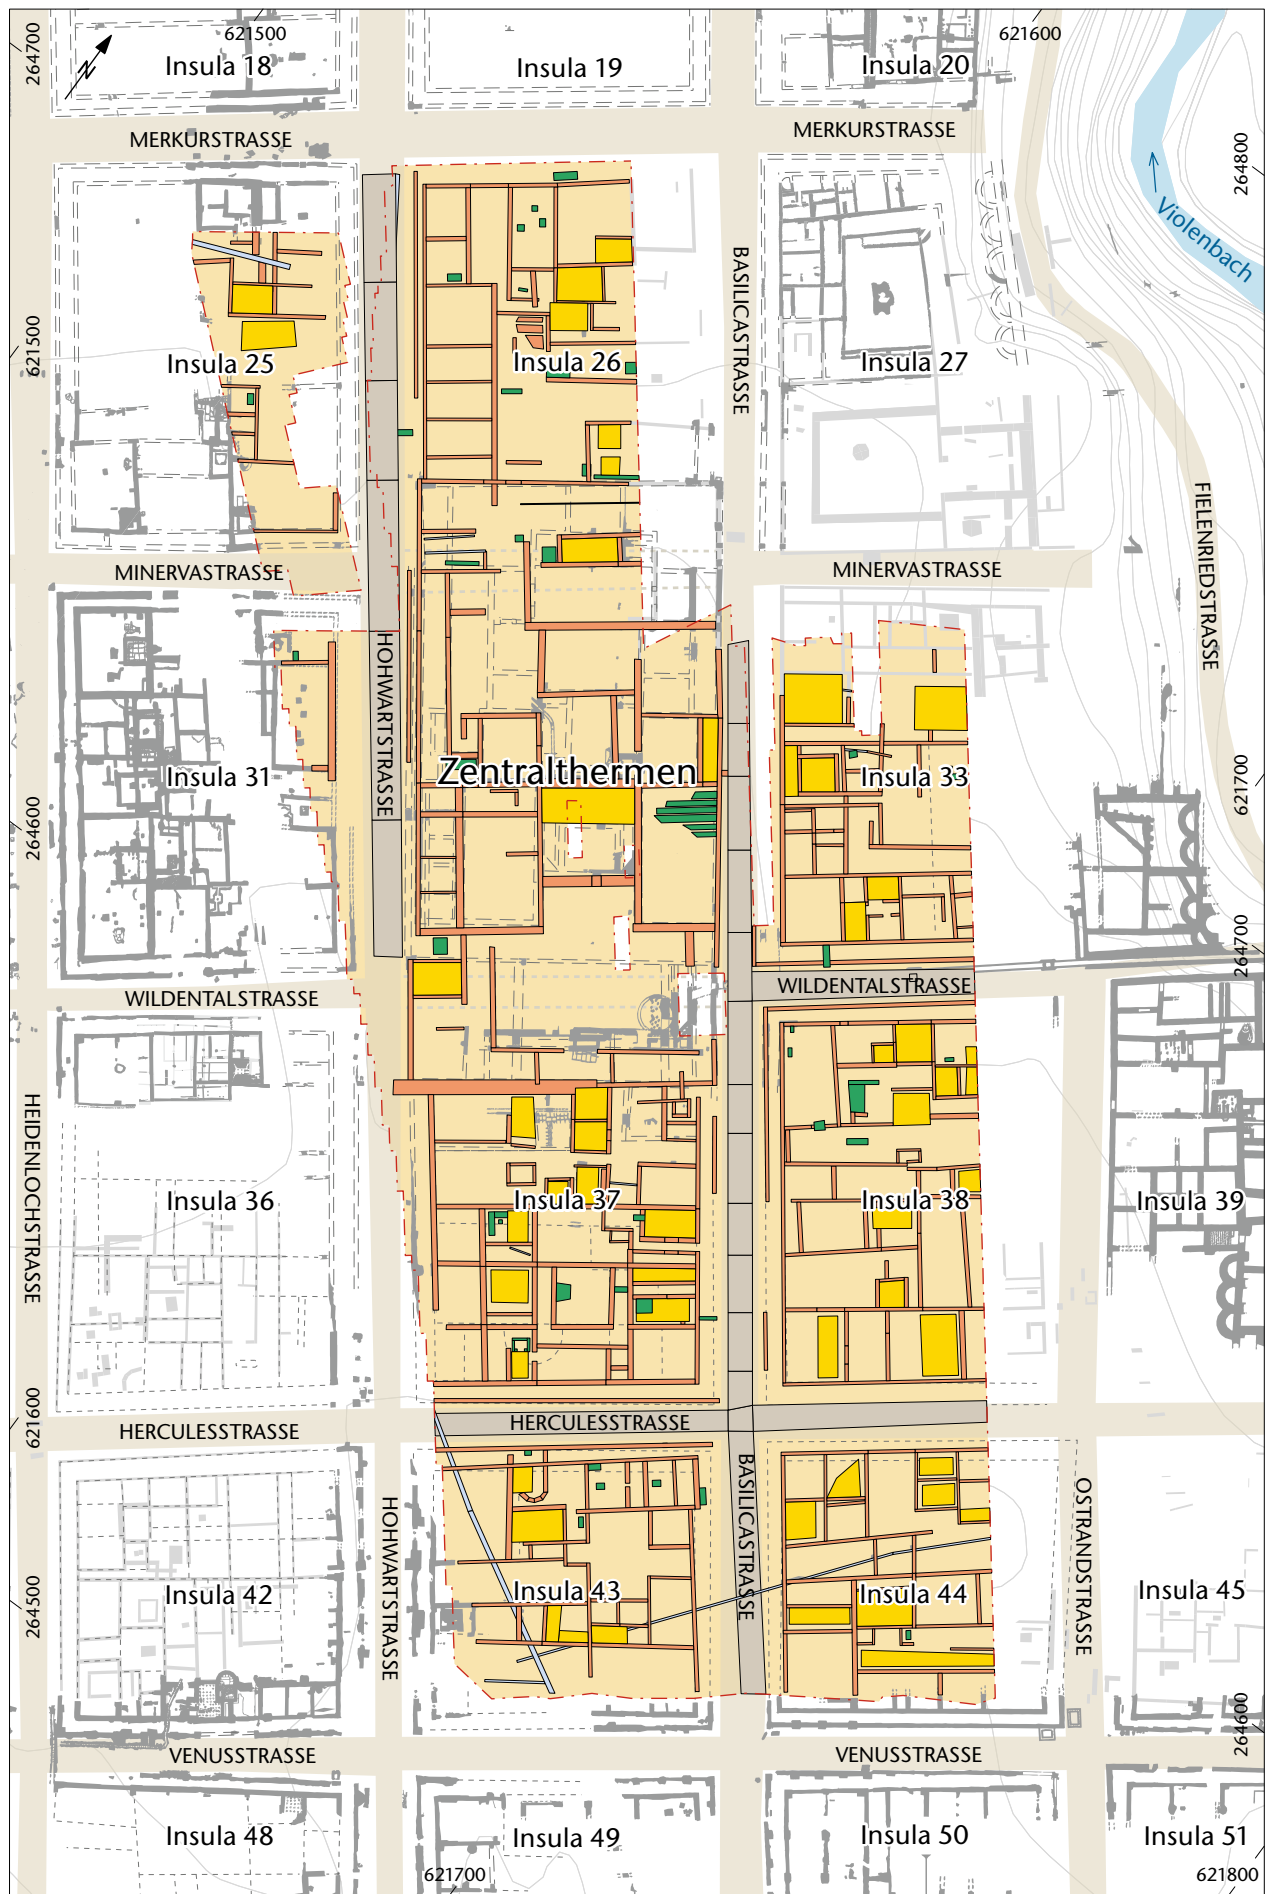 621500
621600
264700
N
Insula 18
Insula 19
Insula 20
MERKURSTRASSE
MERKURSTRASSE
264800
Violenbach
BASILICASTRASSE
621500
Insula 25
Insula 26
Insula 27
FIELENRIEDSTRASSE
MINERVASTRASSE
MINERVASTRASSE
HOHWARTSTRASSE
Insula 31
Zentralthermen
Insula 33
621700
264600
264700
WILDENTALSTRASSE
WILDENTALSTRASSE
HEIDENLOCHSTRASSE
Insula 36
Insula 37
Insula 38
Insula 39
621600
HERCULESSTRASSE
HERCULESSTRASSE
HOHWARTSTRASSE
BASILICASTRASSE
OSTRANDSTRASSE
264500
Insula 42
Insula 43
Insula 44
Insula 45
264600
VENUSSTRASSE
VENUSSTRASSE
Insula 48
Insula 49
Insula 50
Insula 51
621700
621800